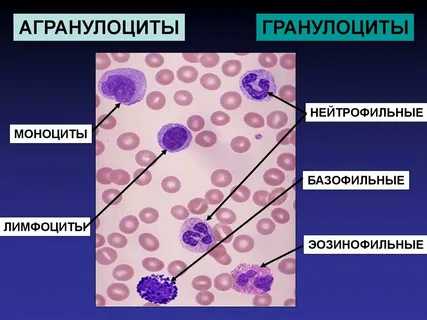 АГРАНУЛОЦИТЫ
ГРАНУЛОЦИТЫ
НЕЙТРОФИЛЬНЫЕ
МОНОЦИТЫ
БАЗОФИЛЬНЫЕ
ЛИМФОЦИТЫ
ЭОЗИНОФИЛЬНЫЕ